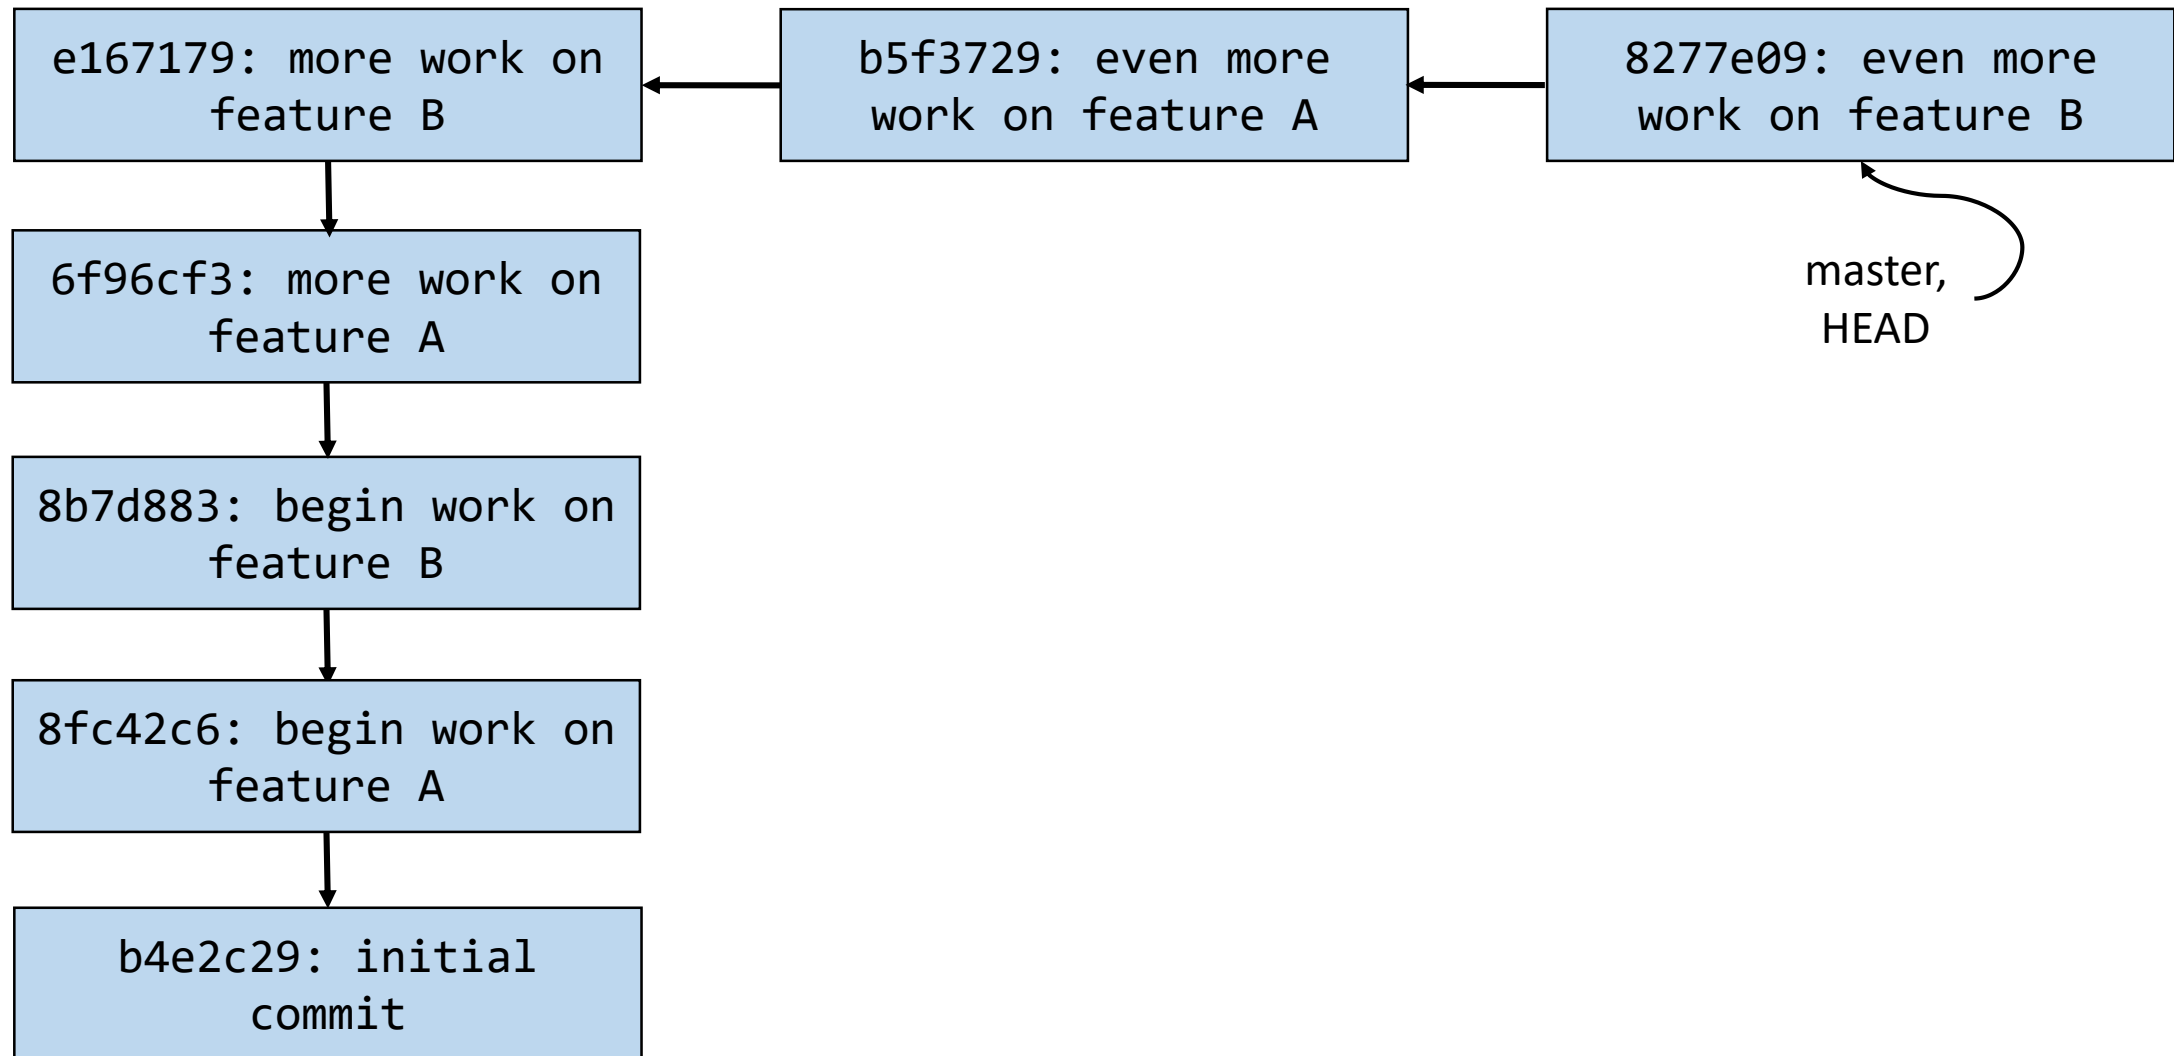 e167179: more work on
feature B
b5f3729: even more
work on feature A
8277e09: even more
work on feature B
master,
HEAD
6f96cf3: more work on
feature A
8b7d883: begin work on
feature B
8fc42c6: begin work on
feature A
b4e2c29: initial
commit